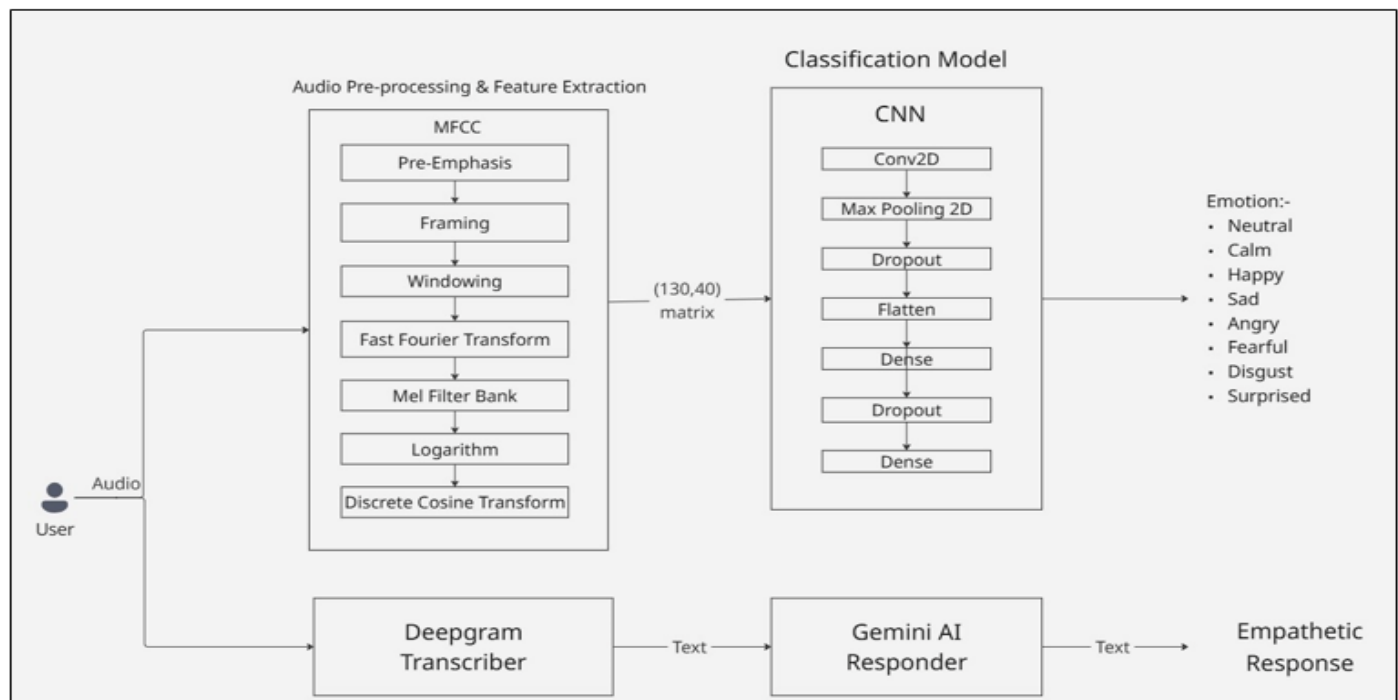 Classification Model
Audio Pre-processing & Feature Extraction
MFCC
Pre-Emphasis
Framing
Windowing
Fast Fourier Transform
Mel Filter Bank
Logarithm
Discrete Cosine Transform
(130,40)
matrix
CNN
Conv2D
Max Pooling 2D
Dropout
Flatten
Dense
Dropout
Dense
Emotion:-
• Neutral
• Calm
• Happy
• Sad
• Angry
• Fearful
• Disgust
• Surprised
Audio
User
Deepgram
Transcriber
Text
Gemini AI
Responder
Text
Empathetic
Response